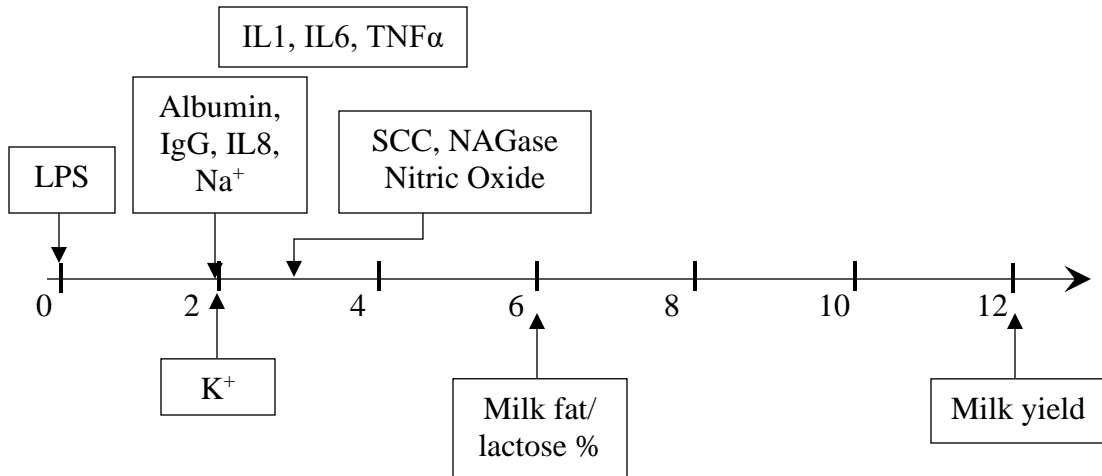 IL1, IL6, TNFα
Albumin,
IgG, IL8,
Na⁺
SCC, NAGase
Nitric Oxide
LPS
0 2 4 6 8 10 12
K⁺
Milk fat/
lactose %
Milk yield